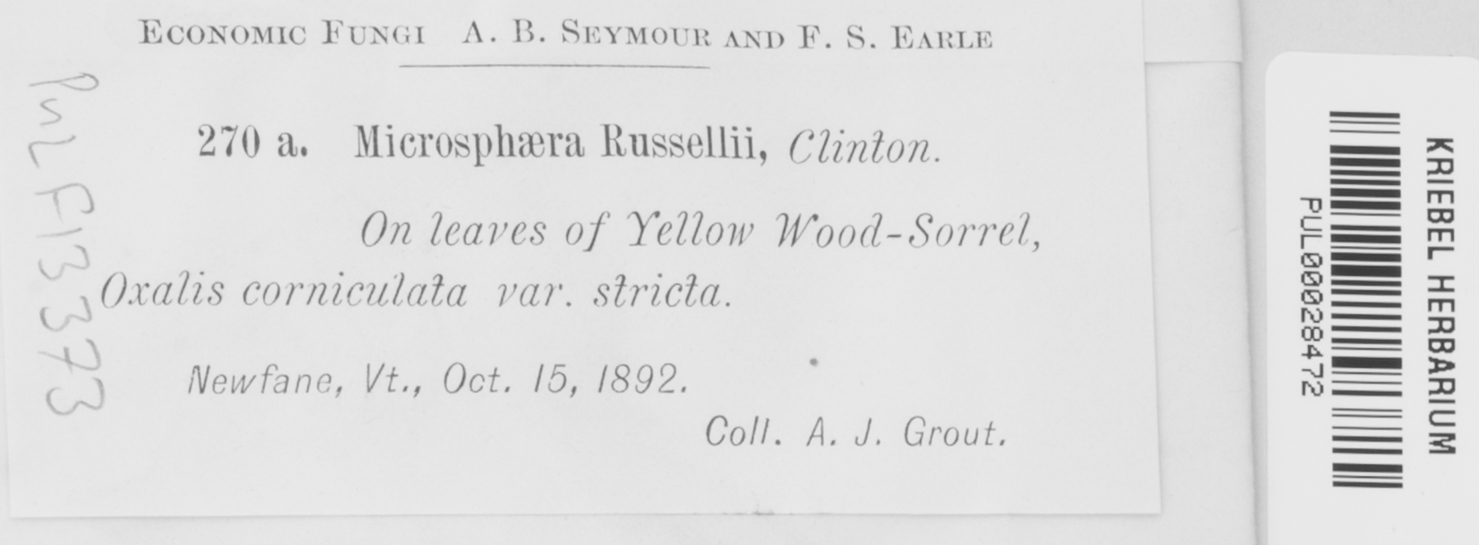 ECONOMIC FUNGI A. B. SEYMOUR AND F. S. EARLE
270 a. Microsphæra Russellii, Clinton.
On leaves of Yellow Wood-Sorrel,
Oxalis corniculata var. stricta.
Newfane, Vt., Oct. 15, 1892.
Coll. A. J. Grout.
PUL F13373
KRIEBEL HERBARIUM
PUL00028472